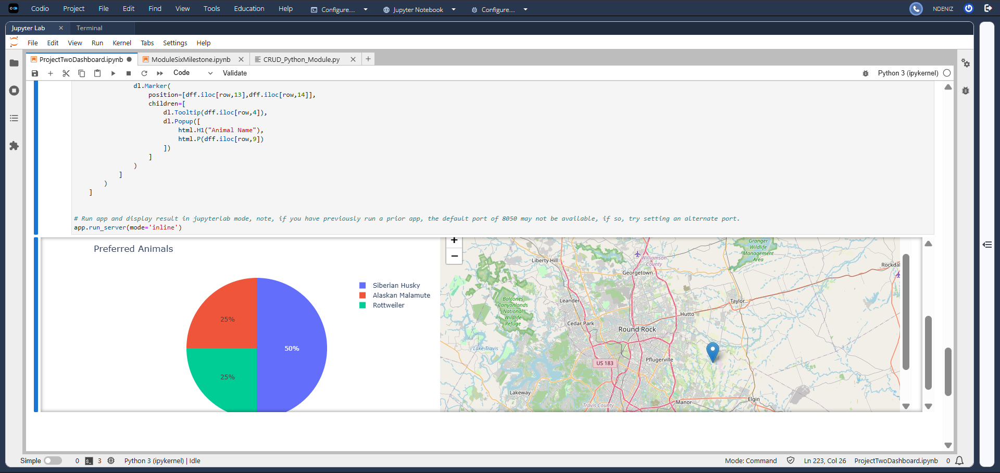 Codio Project File Edit Find View Tools Education Help Configure.... Jupyter Notebook Configure.... NDENIZ
Jupyter Lab Terminal
File Edit View Run Kernel Tabs Settings Help
ProjectTwoDashboard.ipynb ModuleSixMilestone.ipynb CRUD_Python_Module.py
Code Validate Python 3 (ipykernel)
dl.Marker(
position=[dff.iloc[row,13],dff.iloc[row,14]],
children=[
dl.Tooltip(dff.iloc[row,4]),
dl.Popup([
html.H1("Animal Name"),
html.P(dff.iloc[row,9])
])
]
)
]
)
]
# Run app and display result in jupyterlab mode, note, if you have previously run a prior app, the default port of 8050 may not be available, if so, try setting an alternate port.
app.run_server(mode='inline')
Preferred Animals
Siberian Husky
Alaskan Malamute
Rottweiler
25%
50%
25%
+
−
Granger
Wildlife
Management
Area
Liberty Hill
Williamson
County
Georgetown
Rockdal
Balcones
Canyonlands
National
Wildlife
Refuge
Leander
Taylor
Hutto
Cedar Park
Round Rock
Lake Travis
Pflugerville
US 183
Lakeway
Travis County
Manor
Elgin
Simple 0 $_ 3 Python 3 (ipykernel) | Idle Mode: Command Ln 223, Col 26 ProjectTwoDashboard.ipynb 0